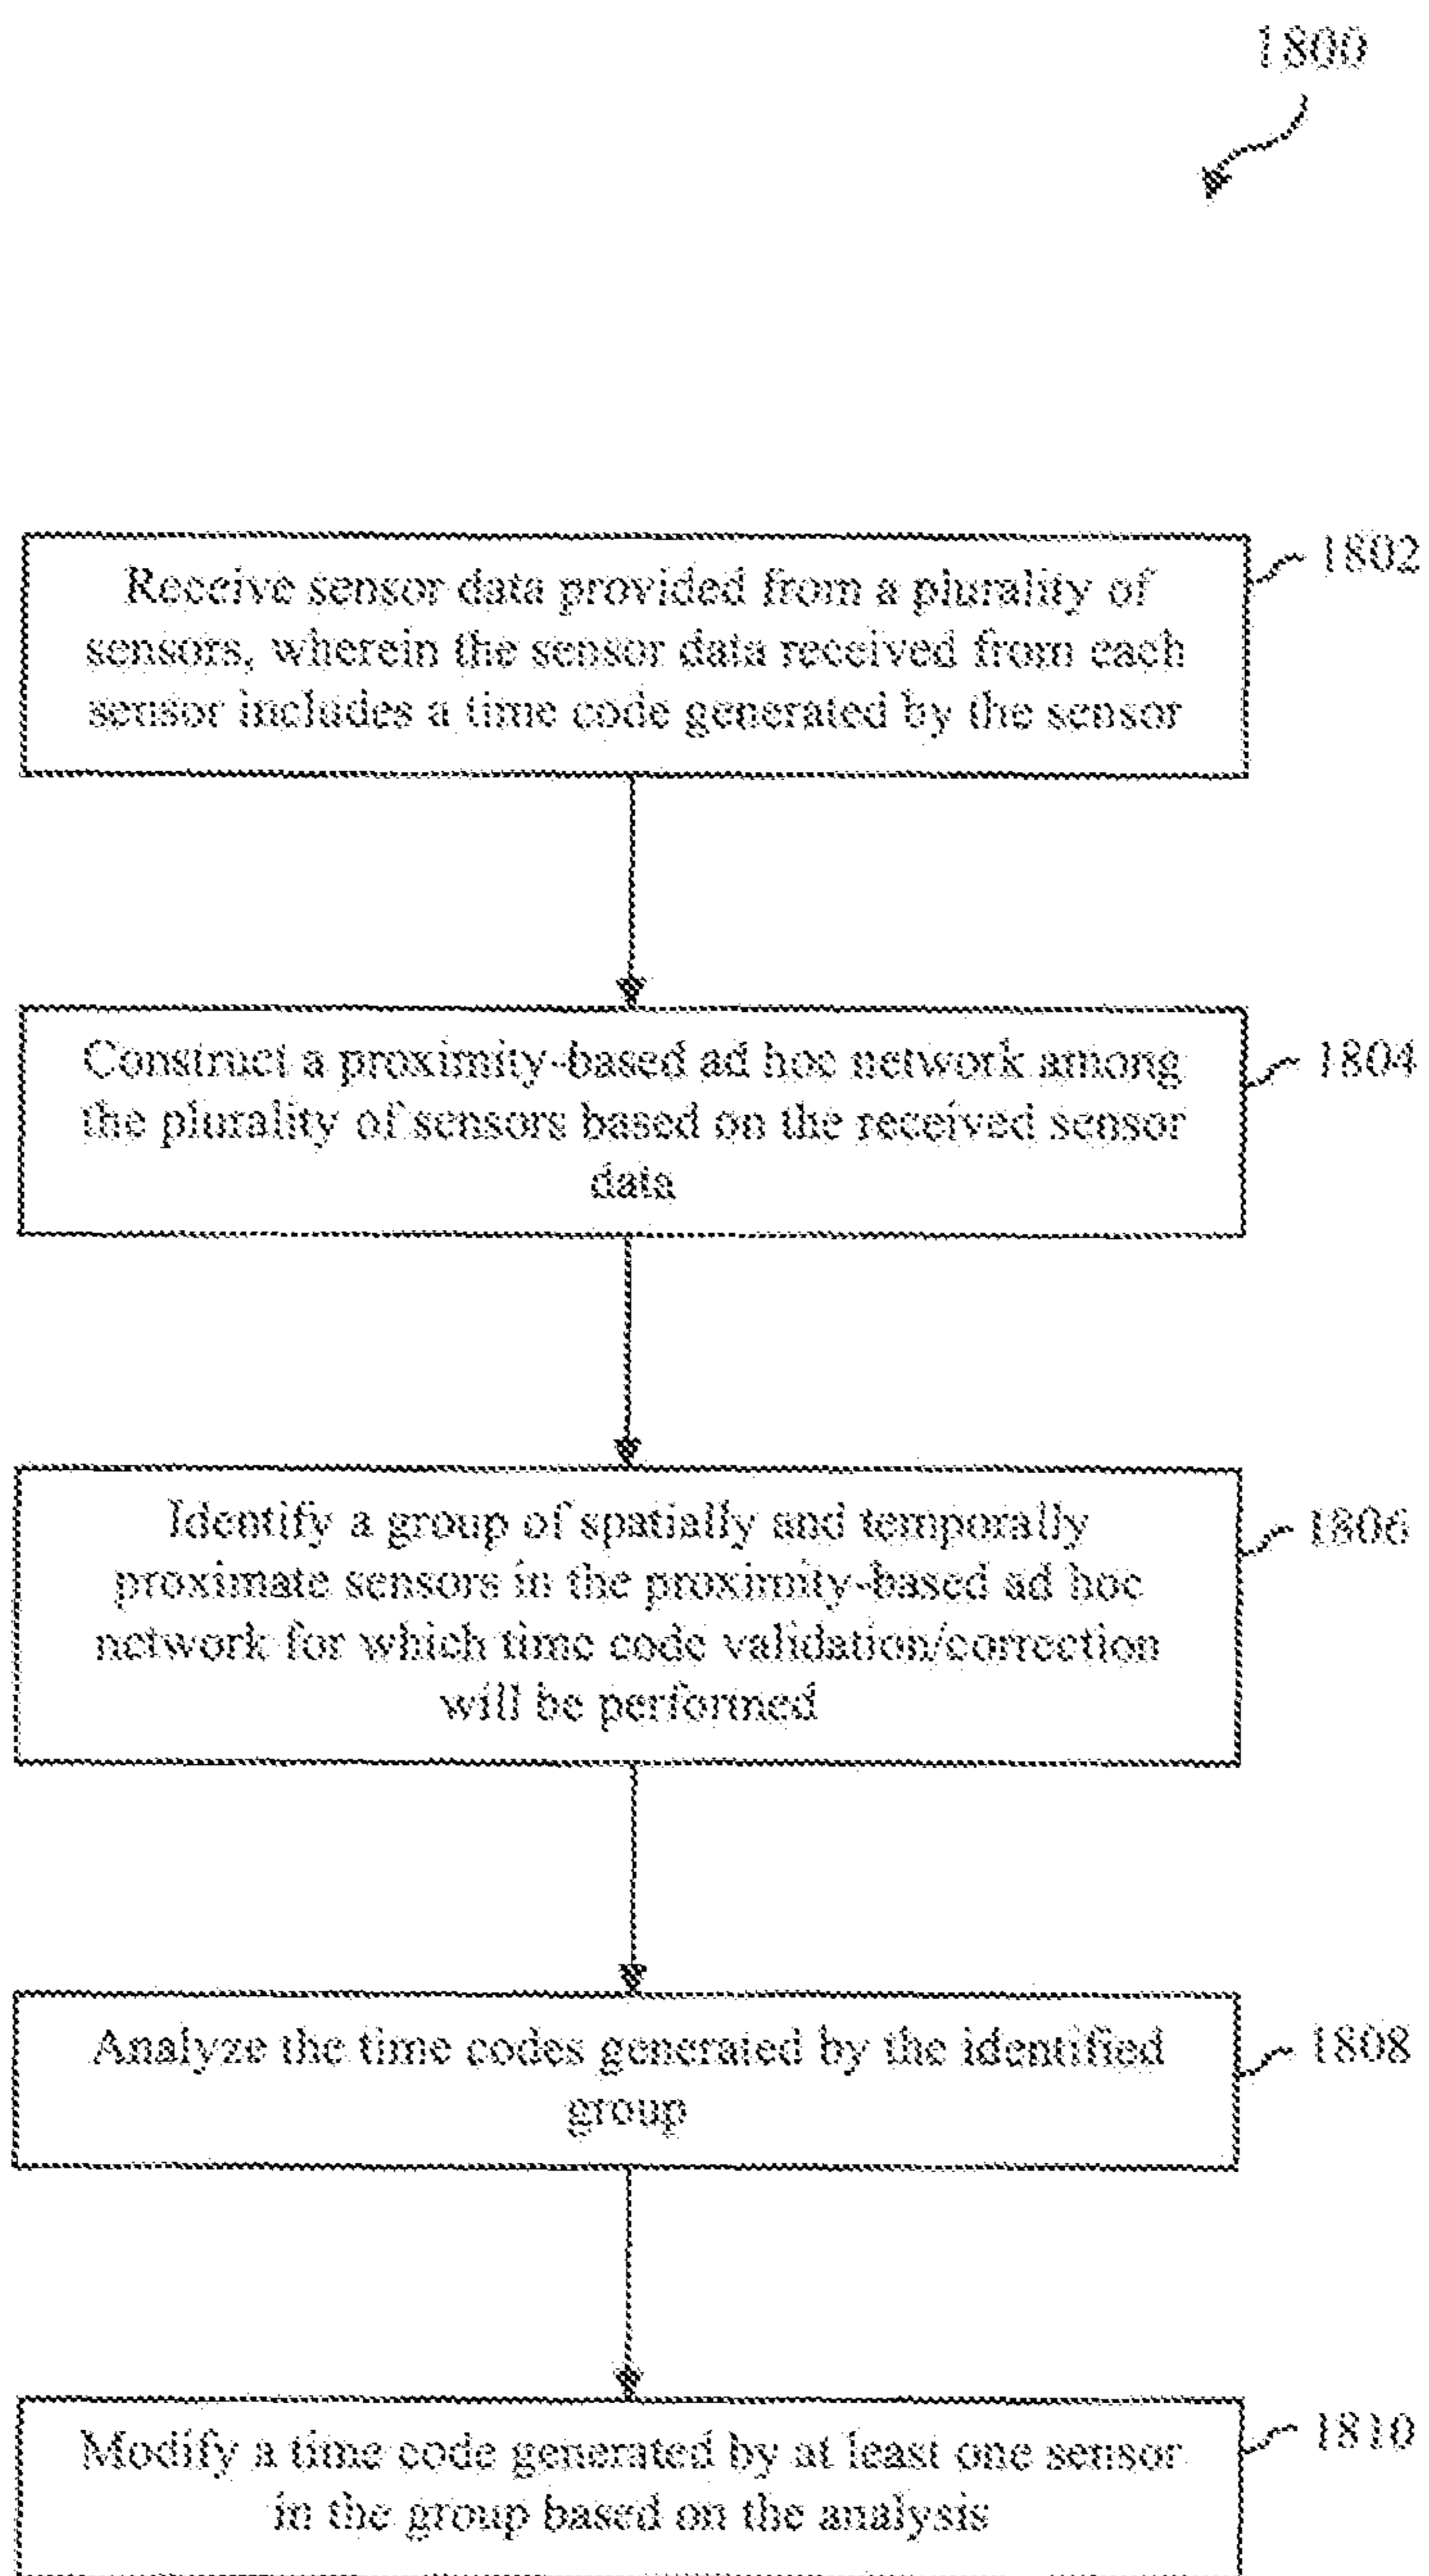 1800
Receive sensor data provided from a plurality of
1802
sensors, wherein the sensor data received from each
sensor includes a time code generated by the sensor
Construct a proximity-based ad hoc network among
1804
the plurality of sensors based on the received sensor
data
Identify a group of spatially and temporally
1806
proximate sensors in the proximity-based ad hoc
network for which time code validation/correction
will be performed
Analyze the time codes generated by the identified
1808
group
Modify a time code generated by at least one sensor
1810
in the group based on the analysis